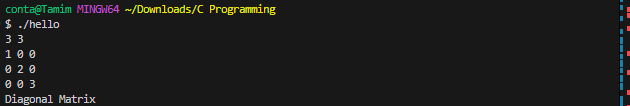 conta@Tamim MINGW64 ~/Downloads/C Programming
$ ./hello
3 3
1 0 0
0 2 0
0 0 3
Diagonal Matrix